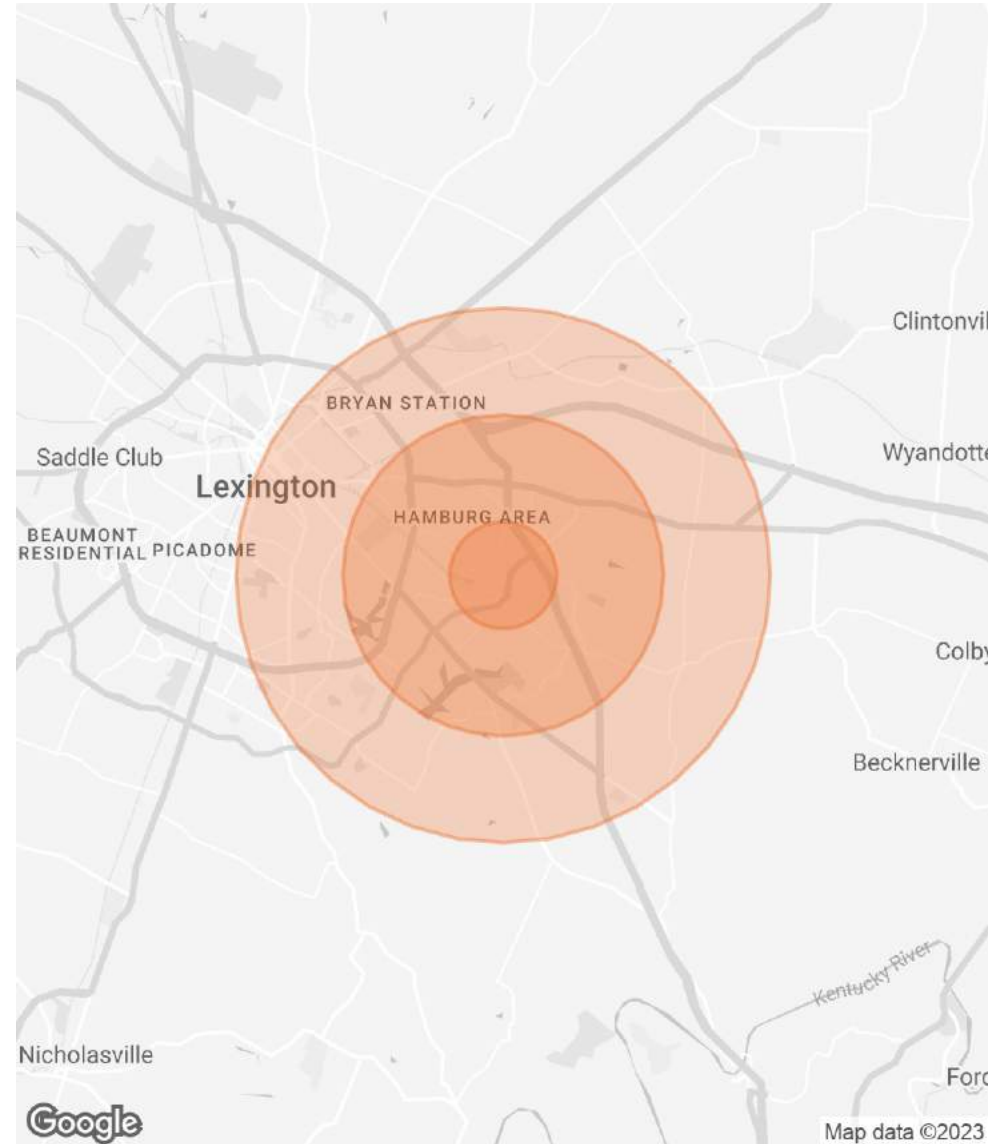 Clintonvil
BRYAN STATION
Wyandotte
Saddle Club
Lexington
HAMBURG AREA
BEAUMONT
RESIDENTIAL
PICADOME
Colby
Becknerville
Kentucky River
Nicholasville
Ford
Google
Map data ©2023